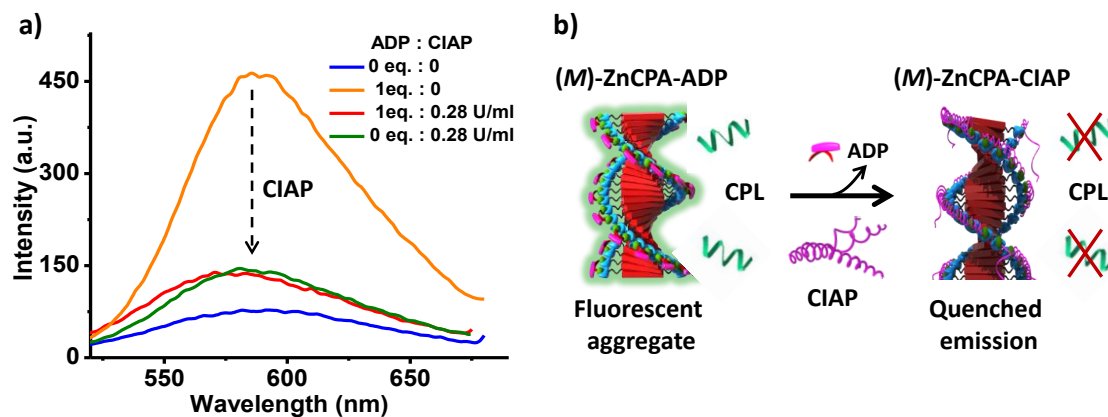 a)
Intensity (a.u.)
450
300
150
0
ADP : CIAP
0 eq. : 0
1eq. : 0
1eq. : 0.28 U/ml
0 eq. : 0.28 U/ml
CIAP
550
600
650
Wavelength (nm)
b)
(M)-ZnCPA-ADP
(M)-ZnCPA-CIAP
ADP
CPL
CPL
CIAP
Fluorescent
aggregate
Quenched
emission